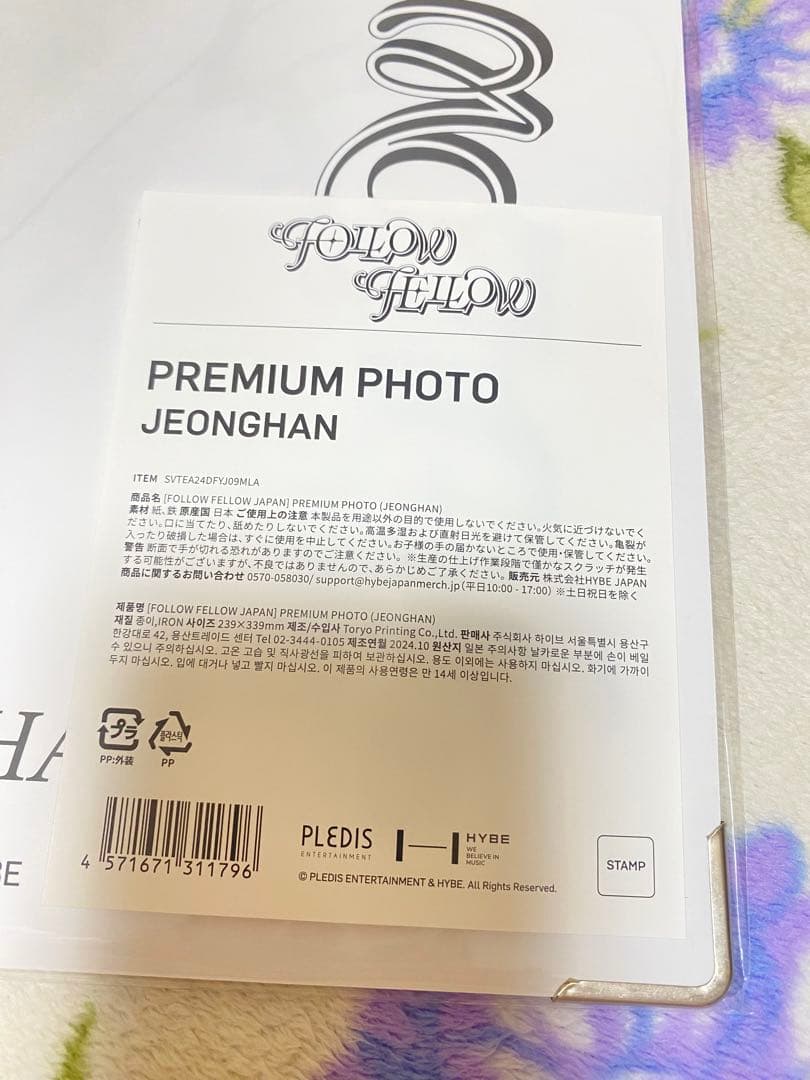 FOLLOW
FELLOW
PREMIUM PHOTO
JEONGHAN
ITEM SVTEA24DFYJ09MLA
商品名 [FOLLOW FELLOW JAPAN] PREMIUM PHOTO (JEONGHAN)
素材 紙、鉄 原産国 日本 ご使用上の注意 本製品を用途以外の目的で使用しないでください。火気に近づけないでく
ださい。口に当てたり、舐めたりしないでください。高温多湿および直射日光を避けて保管してください。亀裂が
入ったり破損した場合は、すぐに使用を中止してください。お子様の手の届かないところで使用・保管してください。
警告 断面で手が切れる恐れがありますのでご注意ください。 ※生産の仕上げ作業段階で僅かなスクラッチが発生
する可能性がございますが、不良ではありませんので、あらかじめご了承ください。 販売元 株式会社HYBE JAPAN
商品に関するお問い合わせ 0570-058030/ support@hybejapanmerch.jp (平日10:00 - 17:00) ※土日祝日を除く
제품명 [FOLLOW FELLOW JAPAN] PREMIUM PHOTO (JEONGHAN)
재질 종이,IRON 사이즈 239×339mm 제조/수입사 Toryo Printing Co.,Ltd. 판매사 주식회사 하이브 서울특별시 용산구
한강대로 42, 용산트레이드 센터 Tel 02-3444-0105 제조연월 2024.10 원산지 일본 주의사항 날카로운 부분에 손이 베일
수 있으니 주의하십시오. 고온 고습 및 직사광선을 피하여 보관하십시오. 용도 이외에는 사용하지 마십시오. 화기에 가까이
두지 마십시오. 입에 대거나 넣고 빨지 마십시오. 이 제품의 사용연령은 만 14세 이상입니다.
プラ 플라스틱
PP:外装 PP
4 571671 311796
PLEDIS
ENTERTAINMENT
HYBE
WE
BELIEVE IN
MUSIC
© PLEDIS ENTERTAINMENT & HYBE. All Rights Reserved.
STAMP
HA
BE